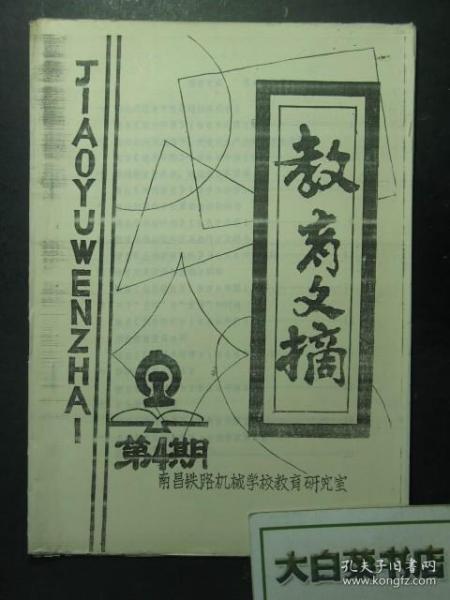 JIAOYUWENZHAI
教育文摘
第4期
南昌铁路机械学校教育研究室
大白菜书店
孔夫子旧书网
www.kongfz.com